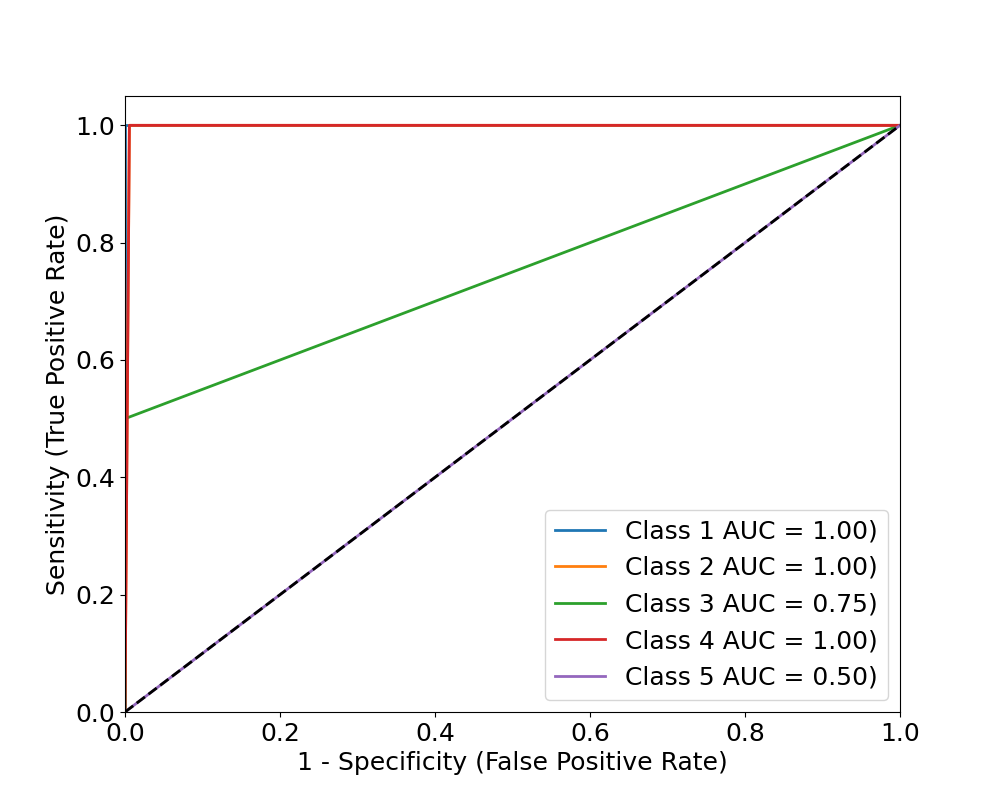 1.0
0.8
0.6
0.4
0.2
0.0
Sensitivity (True Positive Rate)
Class 1 AUC = 1.00)
Class 2 AUC = 1.00)
Class 3 AUC = 0.75)
Class 4 AUC = 1.00)
Class 5 AUC = 0.50)
0.0 0.2 0.4 0.6 0.8 1.0
1 - Specificity (False Positive Rate)